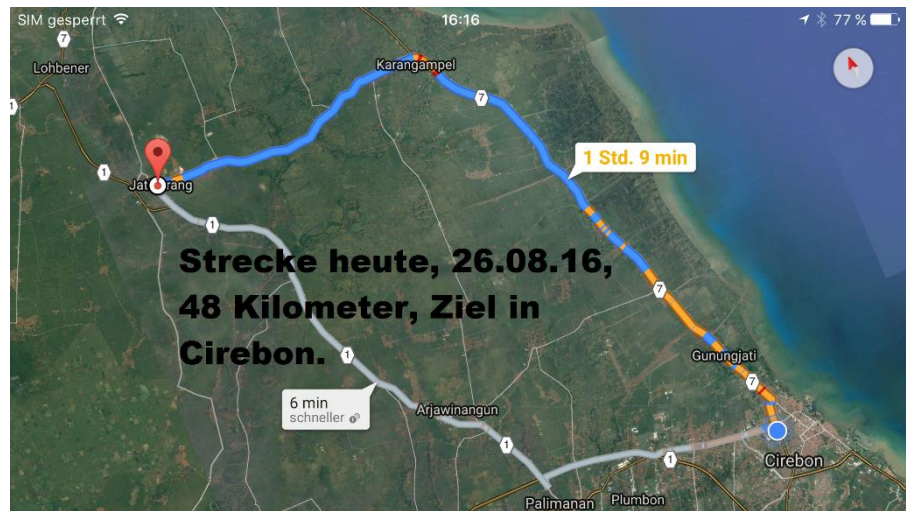 SIM gesperrt 16:16 77 %
7
Lohbener
Karangampel
1
7
1 Std. 9 min
1
Jat rang
1
Strecke heute, 26.08.16,
48 Kilometer, Ziel in
Cirebon.
7
1
Gunungjati
7
6 min
schneller
Arjawinangun
1
1
Cirebon
Palimanan
Plumbon